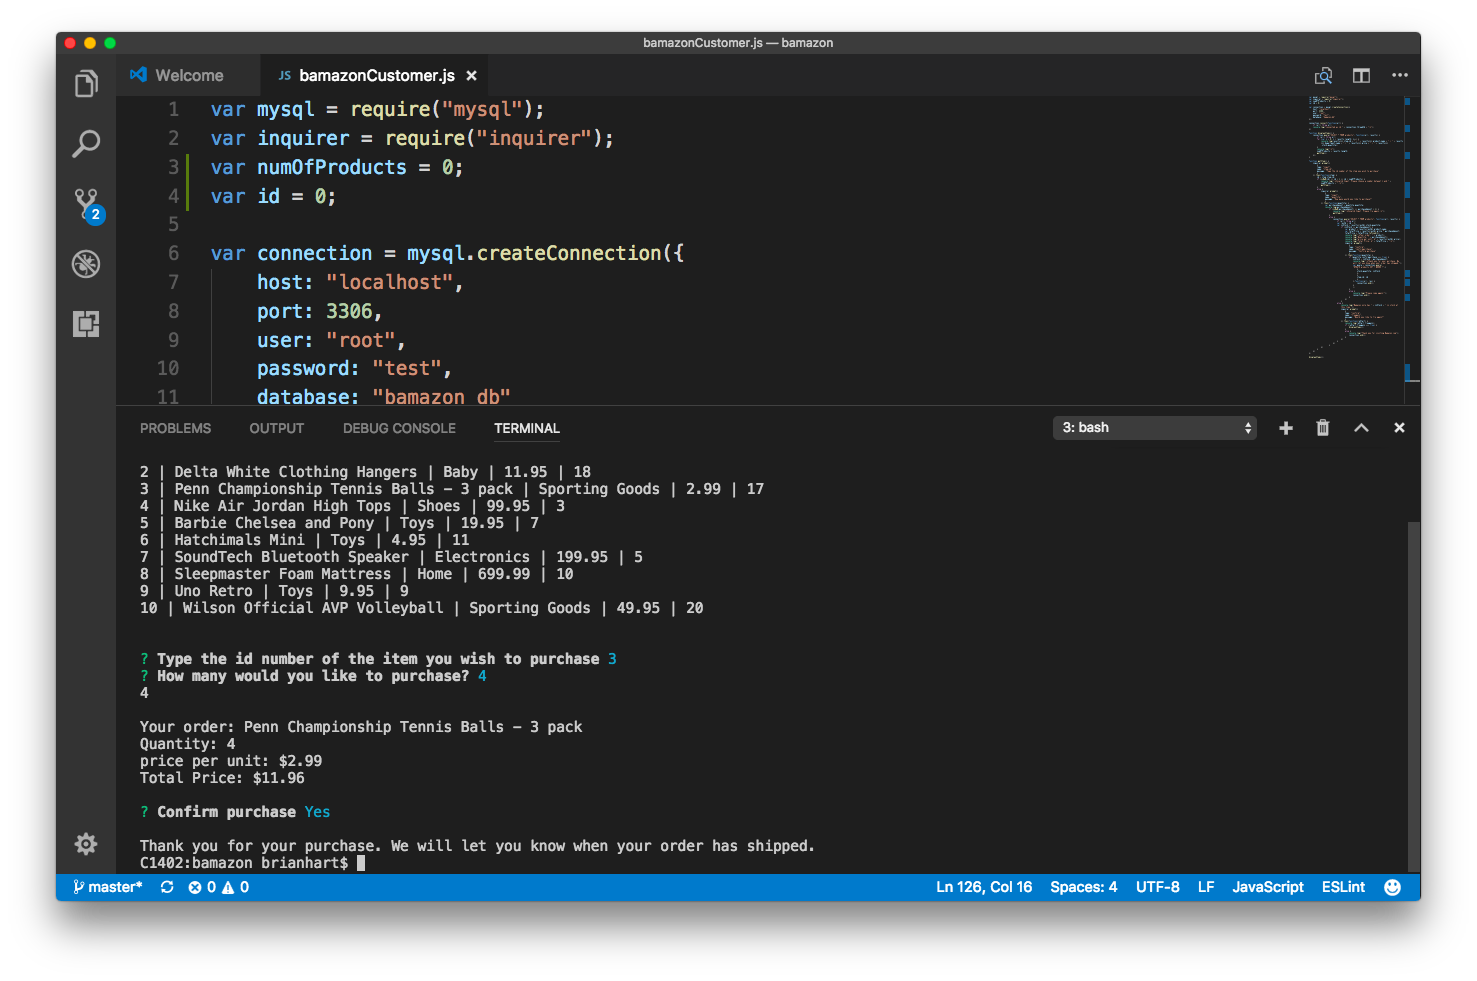 bamazonCustomer.js — bamazon
Welcome
JS bamazonCustomer.js ×
1 var mysql = require("mysql");
2 var inquirer = require("inquirer");
3 var numOfProducts = 0;
4 var id = 0;
5
6 var connection = mysql.createConnection({
7 host: "localhost",
8 port: 3306,
9 user: "root",
10 password: "test",
11 database: "bamazon_db"
PROBLEMS OUTPUT DEBUG CONSOLE TERMINAL 3: bash
2 | Delta White Clothing Hangers | Baby | 11.95 | 18
3 | Penn Championship Tennis Balls – 3 pack | Sporting Goods | 2.99 | 17
4 | Nike Air Jordan High Tops | Shoes | 99.95 | 3
5 | Barbie Chelsea and Pony | Toys | 19.95 | 7
6 | Hatchimals Mini | Toys | 4.95 | 11
7 | SoundTech Bluetooth Speaker | Electronics | 199.95 | 5
8 | Sleepmaster Foam Mattress | Home | 699.99 | 10
9 | Uno Retro | Toys | 9.95 | 9
10 | Wilson Official AVP Volleyball | Sporting Goods | 49.95 | 20
? Type the id number of the item you wish to purchase 3
? How many would you like to purchase? 4
4
Your order: Penn Championship Tennis Balls – 3 pack
Quantity: 4
price per unit: $2.99
Total Price: $11.96
? Confirm purchase Yes
Thank you for your purchase. We will let you know when your order has shipped.
C1402:bamazon brianhart$
2
master* 0 0 Ln 126, Col 16 Spaces: 4 UTF-8 LF JavaScript ESLint